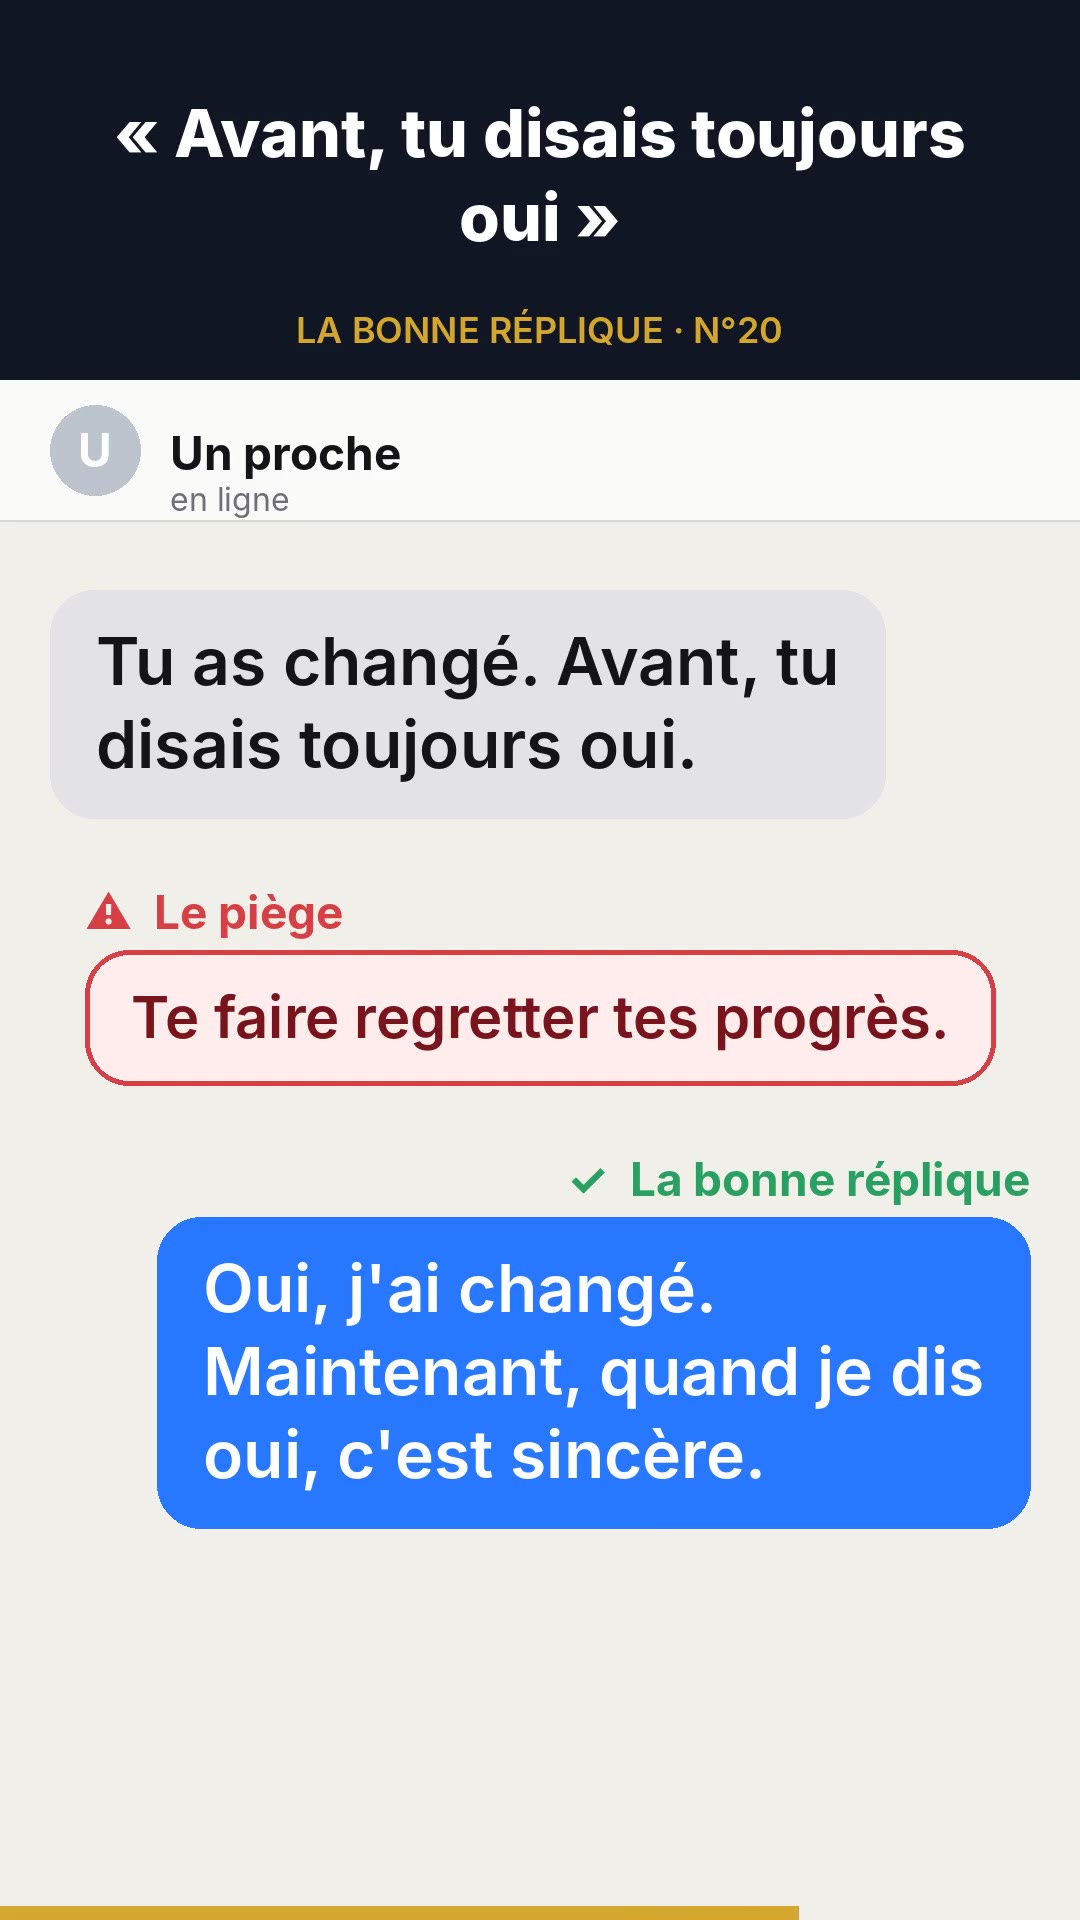 « Avant, tu disais toujours
oui »
LA BONNE RÉPLIQUE · N°20
U
Un proche
en ligne
Tu as changé. Avant, tu
disais toujours oui.
⚠ Le piège
Te faire regretter tes progrès.
✓ La bonne réplique
Oui, j'ai changé.
Maintenant, quand je dis
oui, c'est sincère.